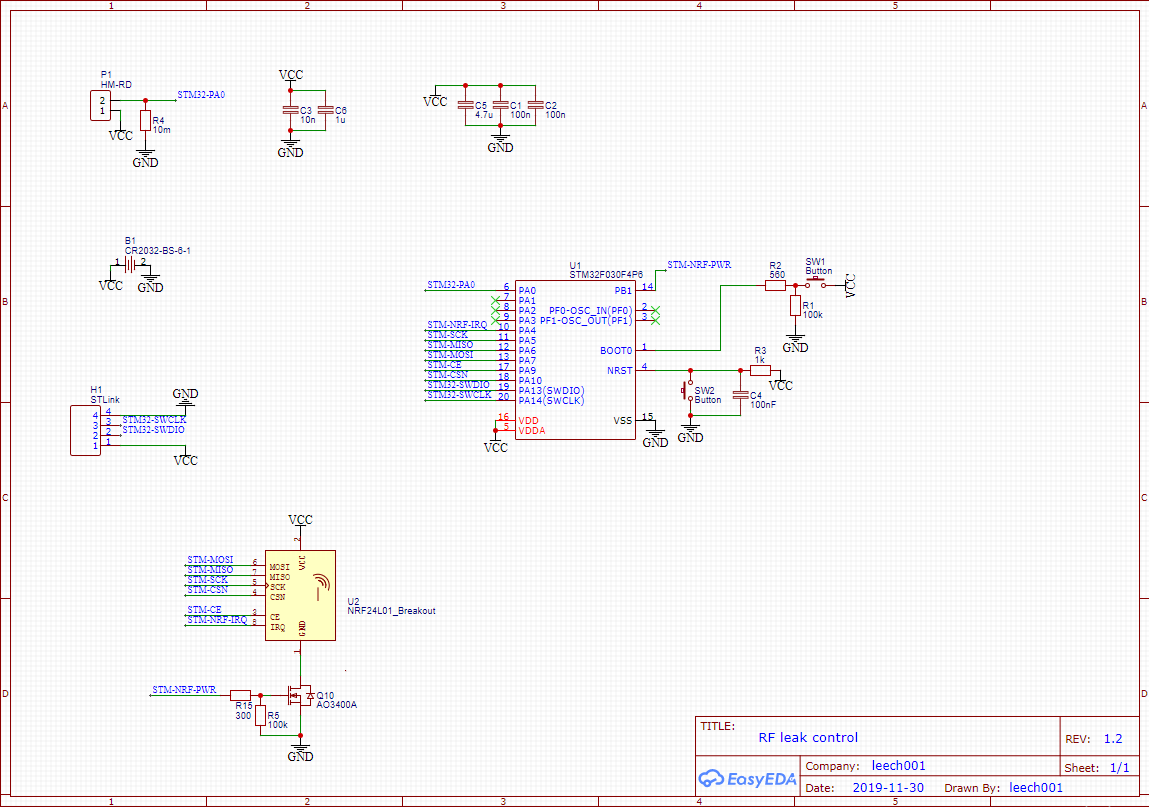 1 2 3 4 5
A A
B B
C C
D D
1 2 3 4 5
P1
HM-RD
2
1
STM32-PA0
R4
10m
VCC
GND
VCC
C3
10n
C6
1u
GND
VCC
C5
4.7u
C1
100n
C2
100n
GND
B1
CR2032-BS-6-1
1 2
VCC
GND
H1
STLink
GND
4 4
3 3 STM32-SWCLK
2 2 STM32-SWDIO
1 1
VCC
U1
STM32F030F4P6
STM32-PA0 6 PA0
7 PA1
8 PA2
9 PA3
STM-NRF-IRQ 10 PA4
STM-SCK 11 PA5
STM-MISO 12 PA6
STM-MOSI 13 PA7
STM-CE 17 PA9
STM-CSN 18 PA10
STM32-SWDIO 19 PA13(SWDIO)
STM32-SWCLK 20 PA14(SWCLK)
16 VDD
5 VDDA
VCC
STM-NRF-PWR
PB1 14
PF0-OSC_IN(PF0) 2
PF1-OSC_OUT(PF1) 3
BOOT0 1
NRST 4
VSS 15
GND
R2
560
SW1
Button
VCC
R1
100k
GND
R3
1k
VCC
SW2
Button
C4
100nF
GND
VCC
2
STM-MOSI 6 MOSI
STM-MISO 7 MISO
STM-SCK 5 SCK
STM-CSN 4 CSN
STM-CE 3 CE
STM-NRF-IRQ 8 IRQ
VCC
GND
1
U2
NRF24L01_Breakout
STM-NRF-PWR
R15
300
R5
100k
Q10
AO3400A
GND
TITLE:
RF leak control
REV: 1.2
EasyEDA
Company: leech001
Sheet: 1/1
Date: 2019-11-30 Drawn By: leech001